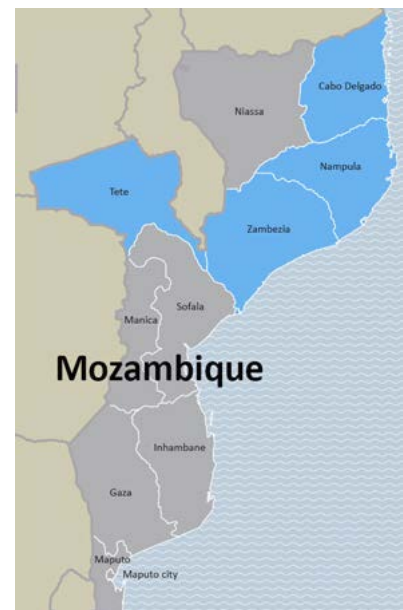 Cabo Delgado
Niassa
Nampula
Tete
Zambezia
Sofala
Manica
Mozambique
Inhambane
Gaza
Maputo
Maputo city